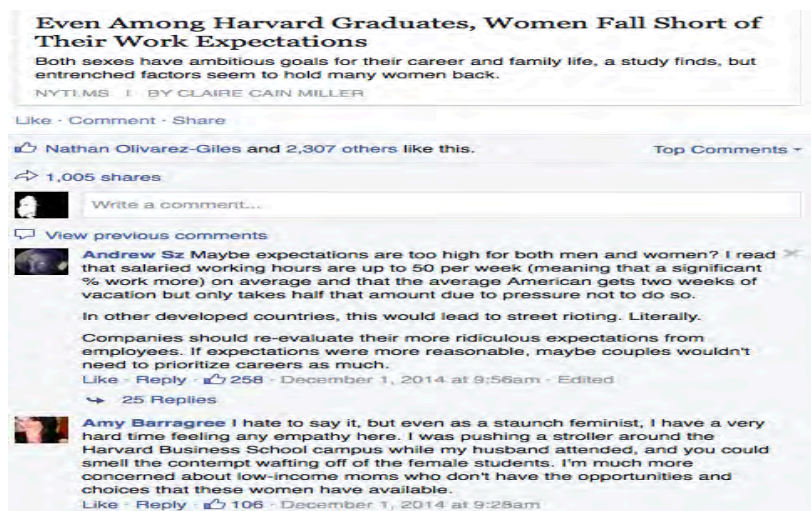 Even Among Harvard Graduates, Women Fall Short of
Their Work Expectations
Both sexes have ambitious goals for their career and family life, a study finds, but
entrenched factors seem to hold many women back.
NYTI.MS | BY CLAIRE CAIN MILLER
Like · Comment · Share
Nathan Olivarez-Giles and 2,307 others like this.
Top Comments
1,005 shares
Write a comment...
View previous comments
Andrew Sz Maybe expectations are too high for both men and women? I read
that salaried working hours are up to 50 per week (meaning that a significant
% work more) on average and that the average American gets two weeks of
vacation but only takes half that amount due to pressure not to do so.
In other developed countries, this would lead to street rioting. Literally.
Companies should re-evaluate their more ridiculous expectations from
employees. If expectations were more reasonable, maybe couples wouldn't
need to prioritize careers as much.
Like · Reply · 258 · December 1, 2014 at 9:56am · Edited
25 Replies
Amy Barragree I hate to say it, but even as a staunch feminist, I have a very
hard time feeling any empathy here. I was pushing a stroller around the
Harvard Business School campus while my husband attended, and you could
smell the contempt wafting off of the female students. I'm much more
concerned about low-income moms who don't have the opportunities and
choices that these women have available.
Like · Reply · 106 · December 1, 2014 at 9:28am